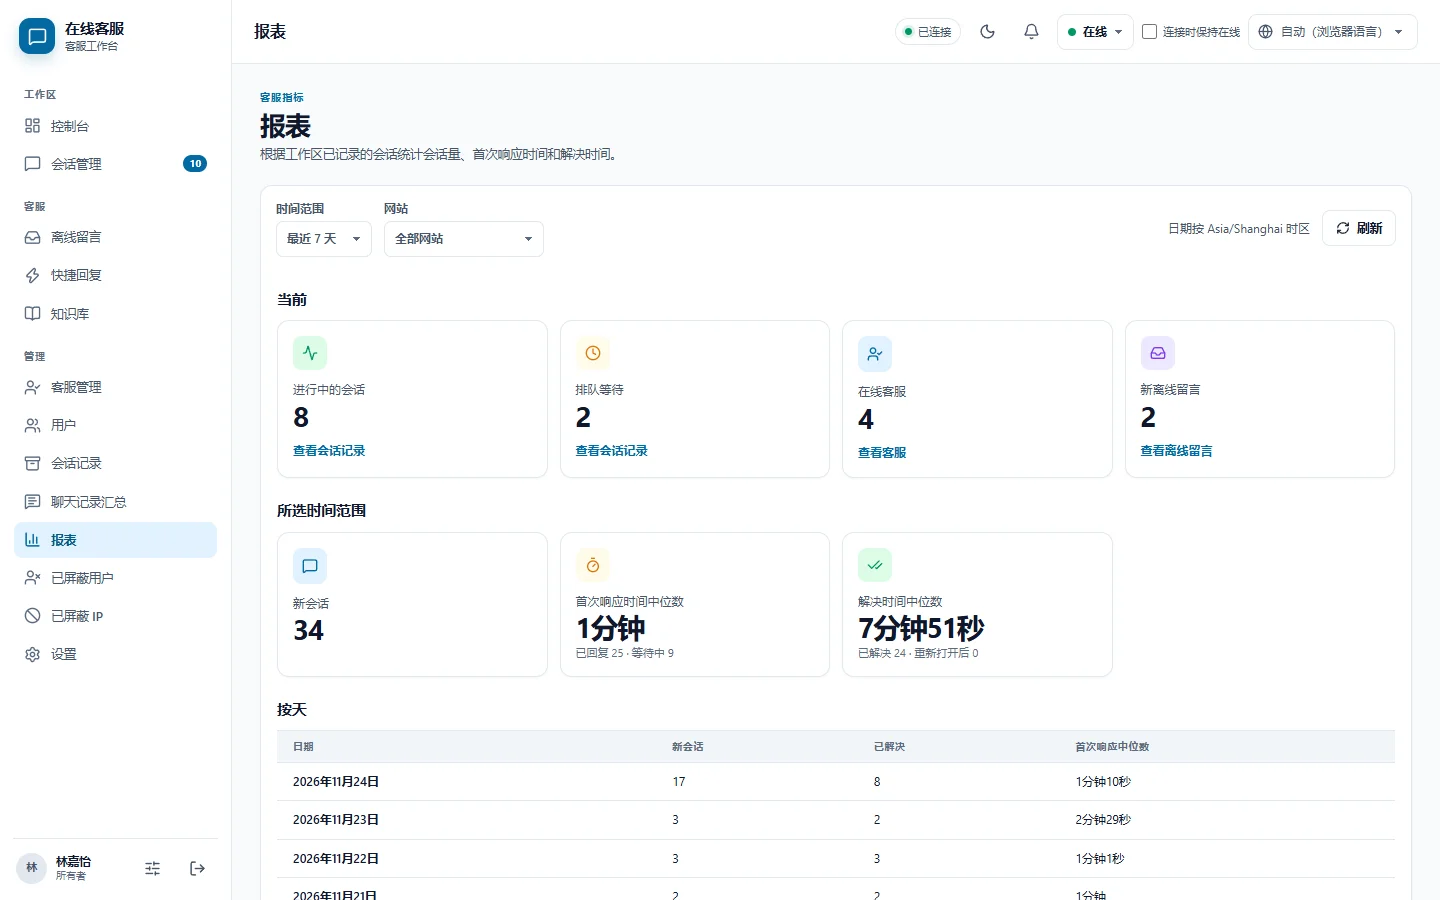 在线客服
客服工作台
工作区
控制台
会话管理 10
客服
离线留言
快捷回复
知识库
管理
客服管理
用户
会话记录
聊天记录汇总
报表
已屏蔽用户
已屏蔽 IP
设置
林 林嘉怡
所有者
报表
已连接
在线
连接时保持在线
自动（浏览器语言）
客服指标
报表
根据工作区已记录的会话统计会话量、首次响应时间和解决时间。
时间范围 网站
最近 7 天 全部网站
日期按 Asia/Shanghai 时区 刷新
当前
进行中的会话
8
查看会话记录
排队等待
2
查看会话记录
在线客服
4
查看客服
新离线留言
2
查看离线留言
所选时间范围
新会话
34
首次响应时间中位数
1分钟
已回复 25 · 等待中 9
解决时间中位数
7分钟51秒
已解决 24 · 重新打开后 0
按天
日期 新会话 已解决 首次响应中位数
2026年11月24日 17 8 1分钟10秒
2026年11月23日 3 2 2分钟29秒
2026年11月22日 3 3 1分钟1秒
2026年11月21日 2 2 1分钟